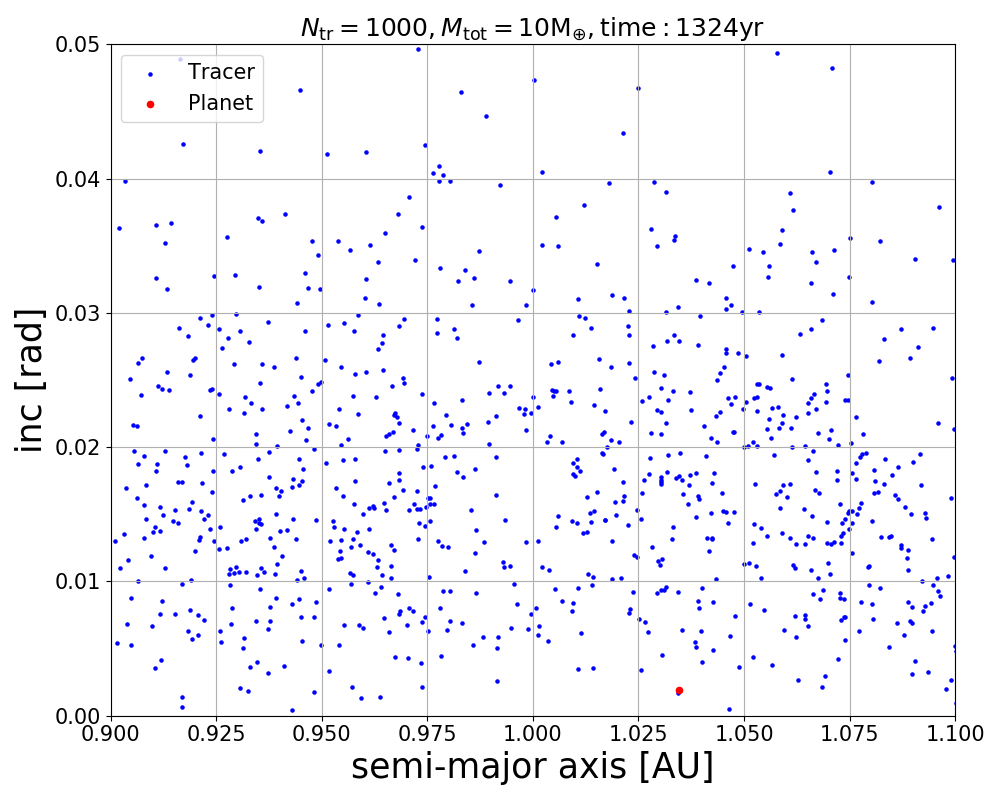 N_tr = 1000, M_tot = 10M_⊕, time : 1324yr
Tracer
Planet
inc [rad]
0.05
0.04
0.03
0.02
0.01
0.00
0.900 0.925 0.950 0.975 1.000 1.025 1.050 1.075 1.100
semi-major axis [AU]